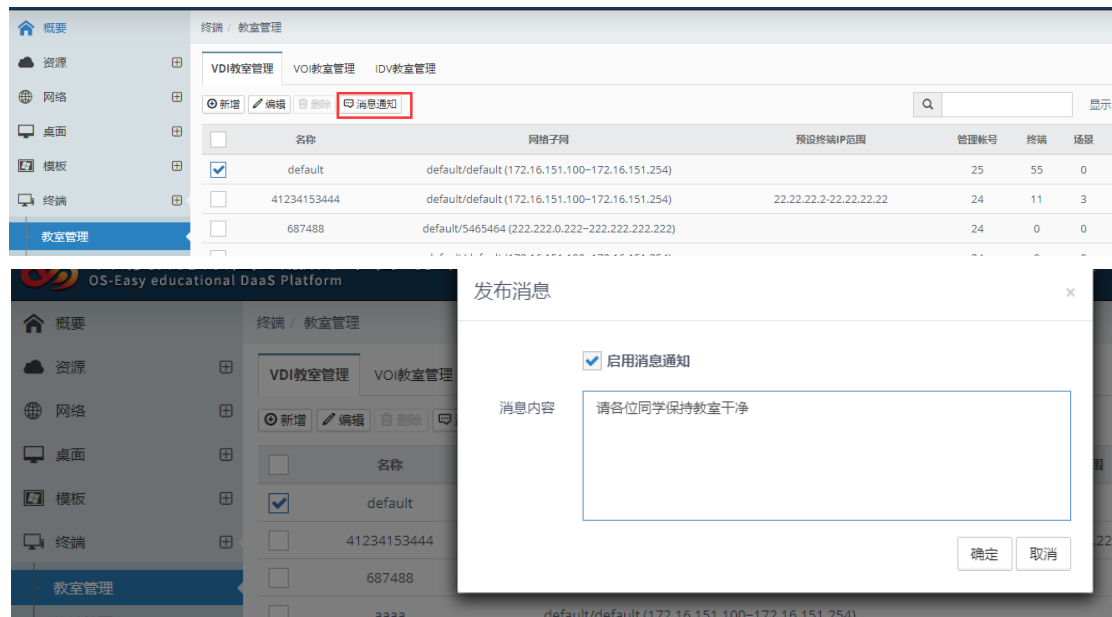 概要
终端 / 教室管理
资源
VDI教室管理 VOI教室管理 IDV教室管理
网络
新增 编辑 删除 消息通知
显示
桌面
名称 网络子网 预设终端IP范围 管理帐号 终端 场景
模板
default default/default (172.16.151.100~172.16.151.254) 25 55 0
终端
41234153444 default/default (172.16.151.100~172.16.151.254) 22.22.22.2-22.22.22.22 24 11 3
教室管理
687488 default/5465464 (222.222.0.222~222.222.222.222) 24 0 0
OS-Easy educational DaaS Platform
发布消息
概要
终端 / 教室管理
资源
VDI教室管理 VOI教室管理
启用消息通知
网络
新增 编辑 删除
消息内容 请各位同学保持教室干净
桌面
名称
模板
default
终端
41234153444
确定 取消
教室管理
687488
aaaa default/default (172.16.151.100~172.16.151.254)